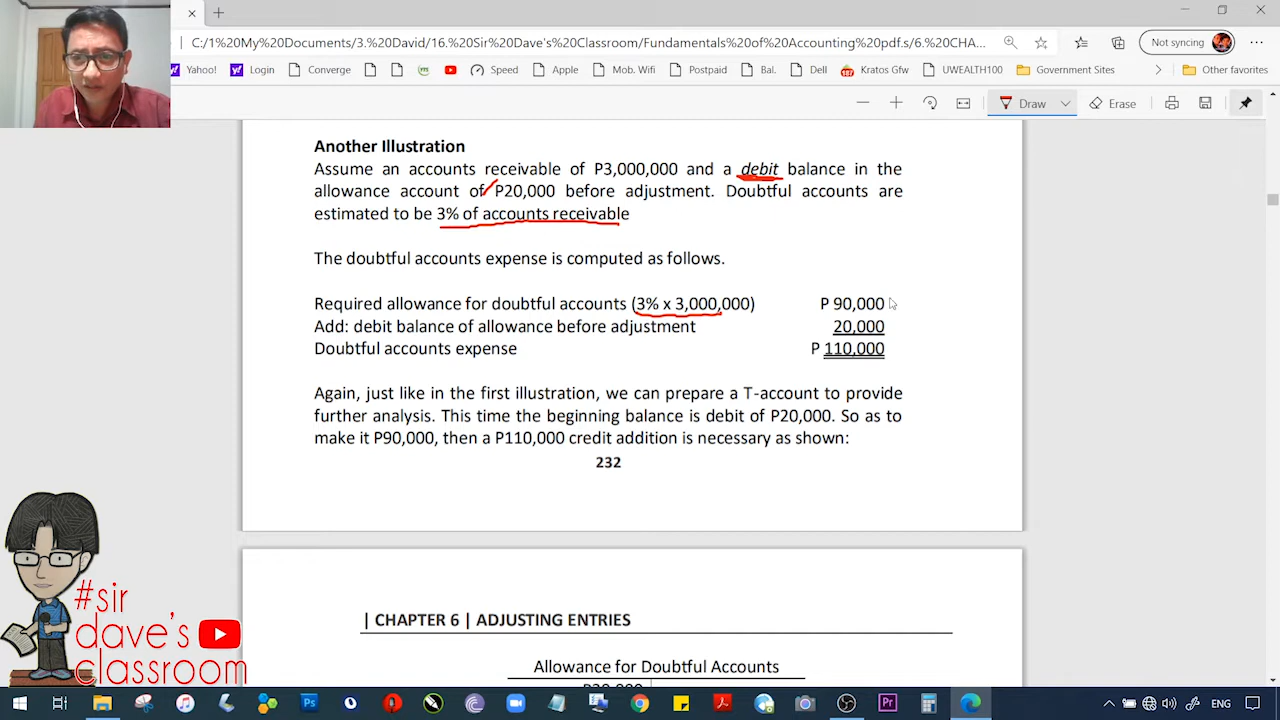 C:/1%20My%20Documents/3.%20David/16.%20Sir%20Dave's%20Classroom/Fundamentals%20of%20Accounting%20pdf.s/6.%20CHA...
Not syncing
Yahoo!
Login
Converge
Speed
Apple
Mob. Wifi
Postpaid
Bali
Dell
Kratos Gfw
UWEALTH100
Government Sites
Other favorites
Draw
Erase
Another Illustration
Assume an accounts receivable of P3,000,000 and a debit balance in the
allowance account of P20,000 before adjustment. Doubtful accounts are
estimated to be 3% of accounts receivable
The doubtful accounts expense is computed as follows.
Required allowance for doubtful accounts (3% x 3,000,000) P 90,000
Add: debit balance of allowance before adjustment 20,000
Doubtful accounts expense P 110,000
Again, just like in the first illustration, we can prepare a T-account to provide
further analysis. This time the beginning balance is debit of P20,000. So as to
make it P90,000, then a P110,000 credit addition is necessary as shown:
232
| CHAPTER 6 | ADJUSTING ENTRIES
Allowance for Doubtful Accounts
P20,000
#sir
dave's
classroom
ENG